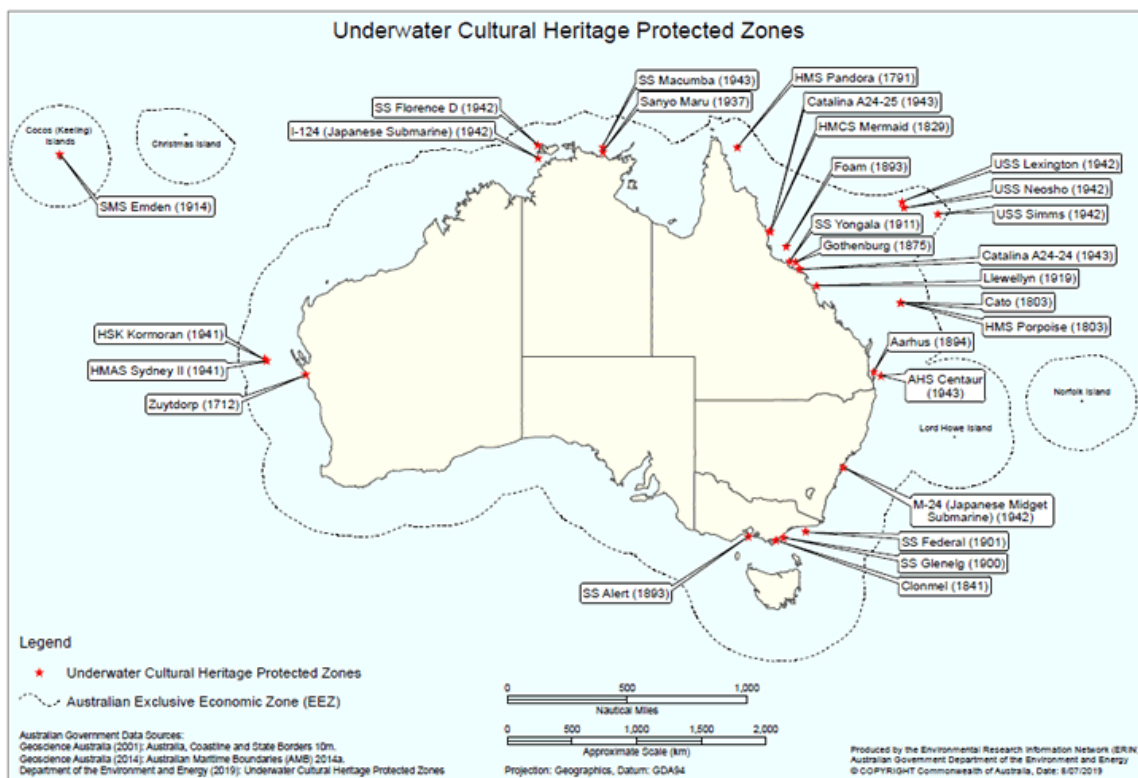 Underwater Cultural Heritage Protected Zones
SS Macumba (1943)
HMS Pandora (1791)
SS Florence D (1942)
Sanyo Maru (1937)
Catalina A24-25 (1943)
I-124 (Japanese Submarine) (1942)
HMCS Mermaid (1829)
Cocos (Keeling)
Islands
Christmas Island
Foam (1893)
USS Lexington (1942)
USS Neosho (1942)
SMS Emden (1914)
USS Simms (1942)
SS Yongala (1911)
Gothenburg (1875)
Catalina A24-24 (1943)
Llewellyn (1919)
Cato (1803)
HMS Porpoise (1803)
HSK Kormoran (1941)
Aarhus (1894)
HMAS Sydney II (1941)
AHS Centaur
(1943)
Zuytdorp (1712)
Norfolk Island
Lord Howe Island
M-24 (Japanese Midget
Submarine) (1942)
SS Federal (1901)
SS Glenelg (1900)
Clonmel (1841)
SS Alert (1893)
Legend
Underwater Cultural Heritage Protected Zones
Australian Exclusive Economic Zone (EEZ)
0 500 1,000
Nautical Miles
0 500 1,000 1,500 2,000
Approximate Scale (km)
Australian Government Data Sources:
Geoscience Australia (2001): Australia, Coastline and State Borders 10m.
Geoscience Australia (2014): Australian Maritime Boundaries (AMB) 2014a.
Department of the Environment and Energy (2019): Underwater Cultural Heritage Protected Zones
Projection: Geographics, Datum: GDA94
Produced by the Environmental Research Information Network (ERIN
Australian Government Department of the Environment and Energy
© COPYRIGHT Commonwealth of Australia, Date: 8/07/2019